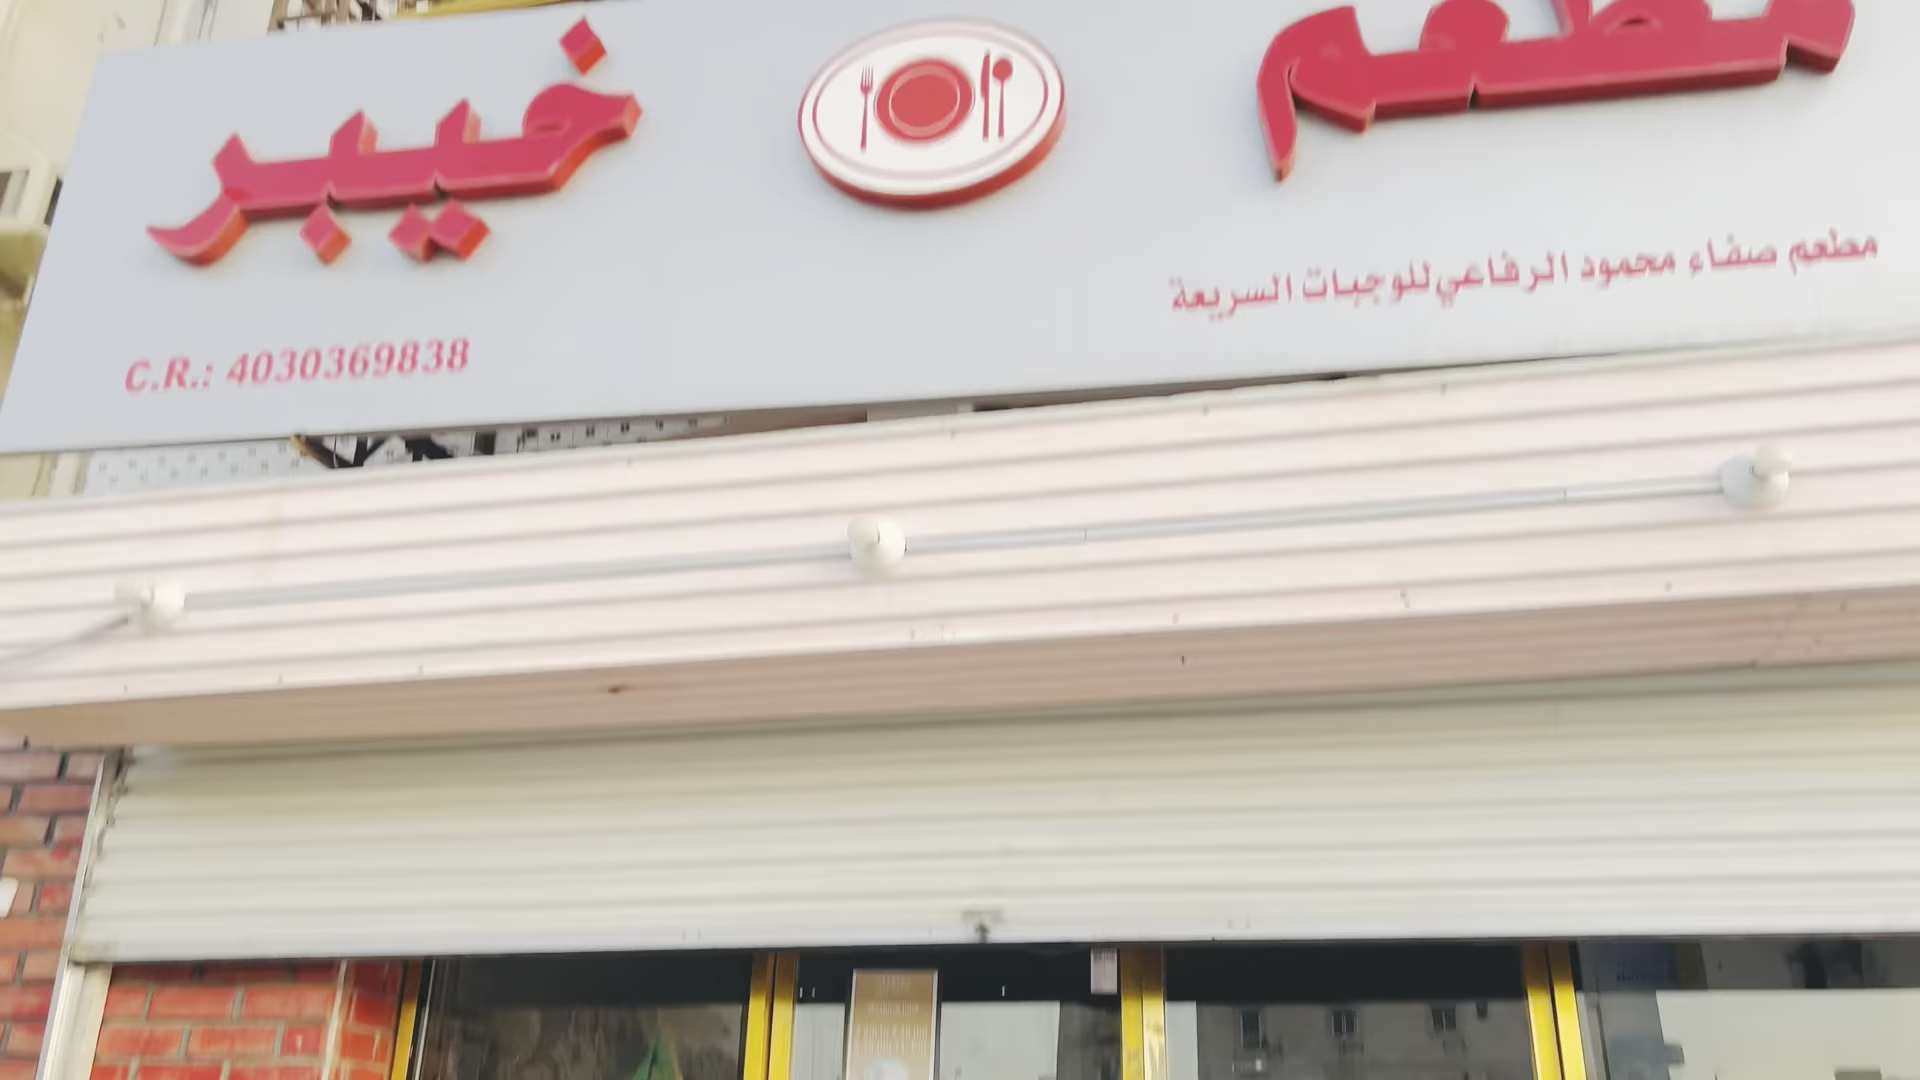 مطعم خيبر
مطعم صفاء محمود الرفاعي للوجبات السريعة
C.R.: 4030369838